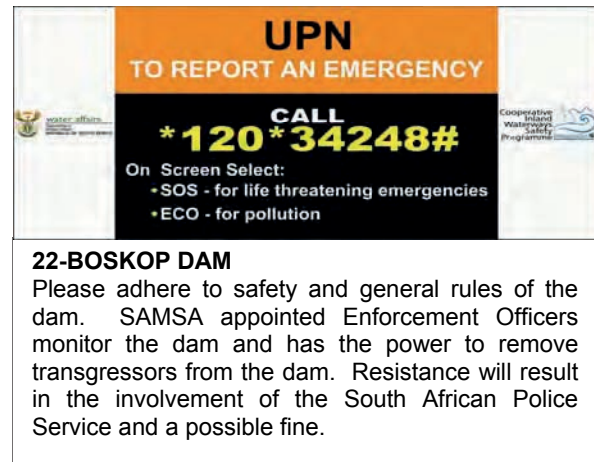 UPN
TO REPORT AN EMERGENCY
water affairs
CALL
*120*34248#
On Screen Select:
•SOS - for life threatening emergencies
•ECO - for pollution
Cooperative
Inland
Waterways
Safety
Programme
22-BOSKOP DAM
Please adhere to safety and general rules of the
dam. SAMSA appointed Enforcement Officers
monitor the dam and has the power to remove
transgressors from the dam. Resistance will result
in the involvement of the South African Police
Service and a possible fine.